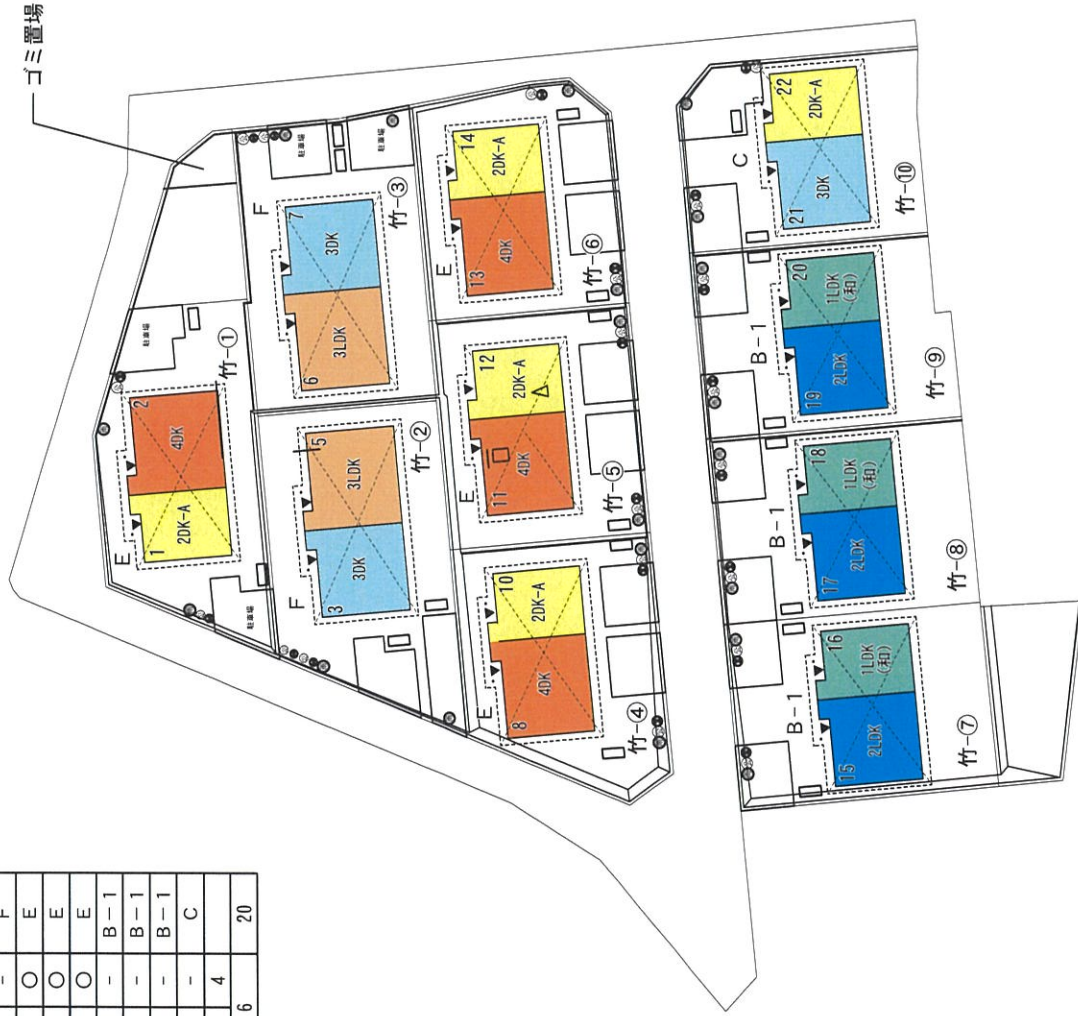 ゴミ置場
- F
○ E
○ E
○ E
- B-1
- B-1
- B-1
- C
4
6 20
E
1
2DK-A
2
4DK
竹-①
駐車場
駐車場
F
3
3DK
5
3LDK
竹-②
F
6
3LDK
7
3DK
竹-③
駐車場
駐車場
E
8
4DK
10
2DK-A
竹-④
E
11
4DK
12
2DK-A
竹-⑤
E
13
4DK
14
2DK-A
竹-⑥
B-1
15
2LDK
16
1LDK
(和)
竹-⑦
B-1
17
2LDK
18
1LDK
(和)
竹-⑧
B-1
19
2LDK
20
1LDK
(和)
竹-⑨
C
21
3DK
22
2DK-A
竹-⑩